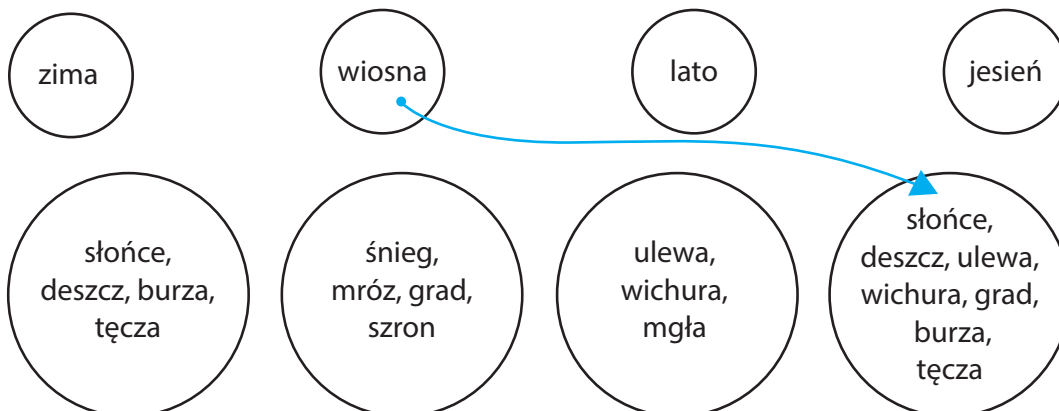 zima
wiosna
lato
jesień
słońce,
deszcz, burza,
tęcza
śnieg,
mróz, grad,
szron
ulewa,
wichura,
mgła
słońce,
deszcz, ulewa,
wichura, grad,
burza,
tęcza